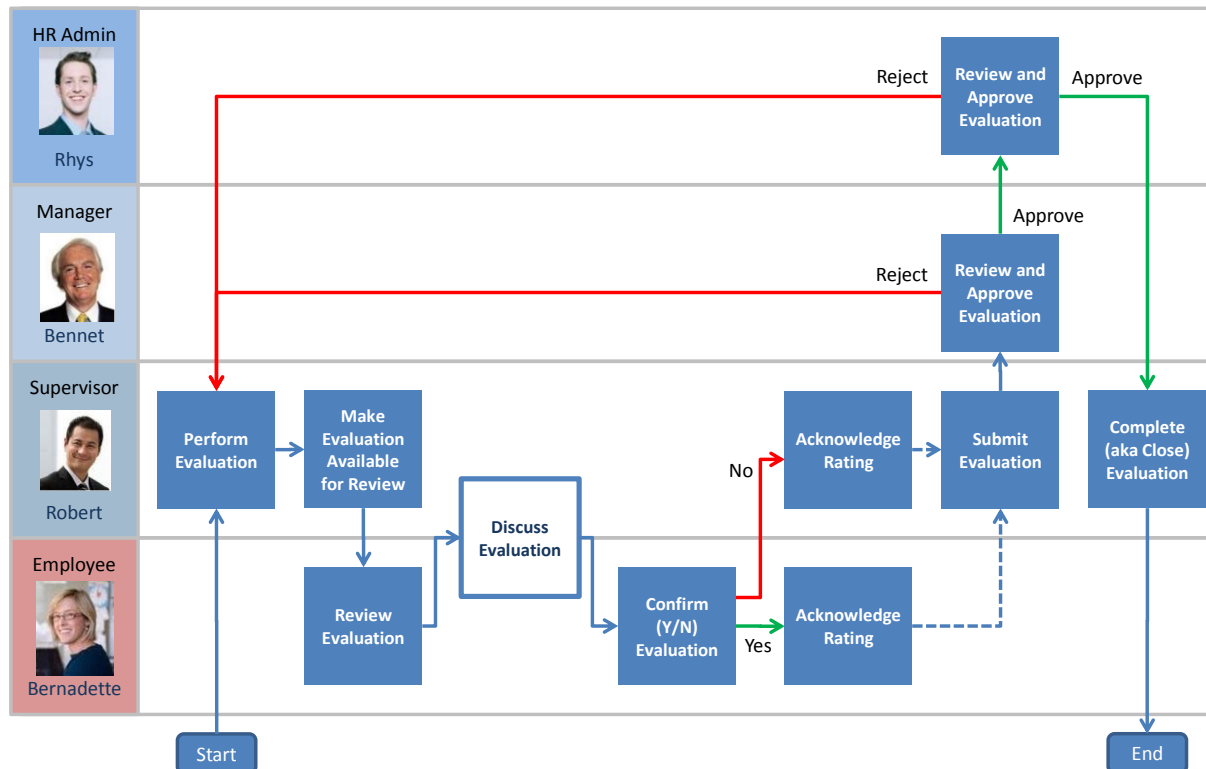 HR Admin
Rhys
Reject
Review and
Approve
Evaluation
Approve
Manager
Bennet
Approve
Reject
Review and
Approve
Evaluation
Supervisor
Robert
Perform
Evaluation
Make
Evaluation
Available
for Review
Discuss
Evaluation
No
Acknowledge
Rating
Submit
Evaluation
Complete
(aka Close)
Evaluation
Employee
Bernadette
Review
Evaluation
Confirm
(Y/N)
Evaluation
Yes
Acknowledge
Rating
Start
End